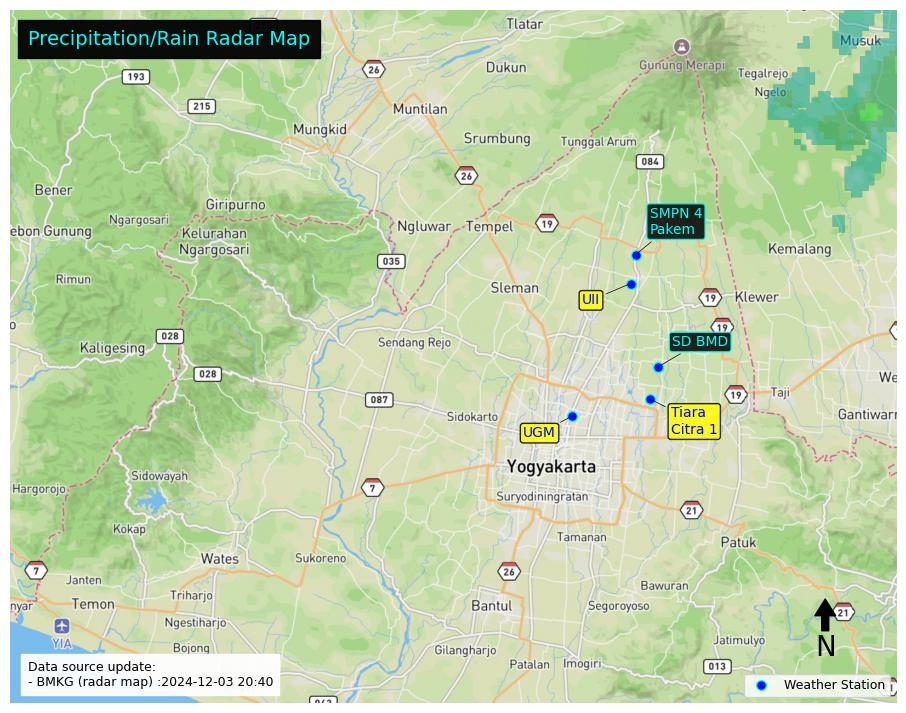 Precipitation/Rain Radar Map
Tlatar
Musuk
26
Gunung Merapi
Dukun
193
Tegalrejo
Ngelo
215
Muntilan
Mungkid
Srumbung
Tunggal Arum
084
26
Bener
Giripurno
SMPN 4
Pakem
Ngargosari
Ngluwar
Tempel
19
ebon Gunung
Kelurahan
Ngargosari
Kemalang
035
Rimun
Sleman
UII
19
Klewer
19
028
Kaligesing
Sendang Rejo
SD BMD
028
We
Taji
19
087
Sidokarto
Tiara
Citra 1
Gantiwarn
UGM
Yogyakarta
Sidowayah
Hargorejo
7
Suryodiningratan
21
Kokap
Tamanan
Patuk
Wates
Sukoreno
7
26
Janten
Bawuran
Triharjo
nyar
Temon
Bantul
Segoroyoso
21
Ngestiharjo
YIA
Bojong
Gilangharjo
Jatimulyo
N
Patalan
Imogiri
013
Data source update:
- BMKG (radar map) :2024-12-03 20:40
Weather Station